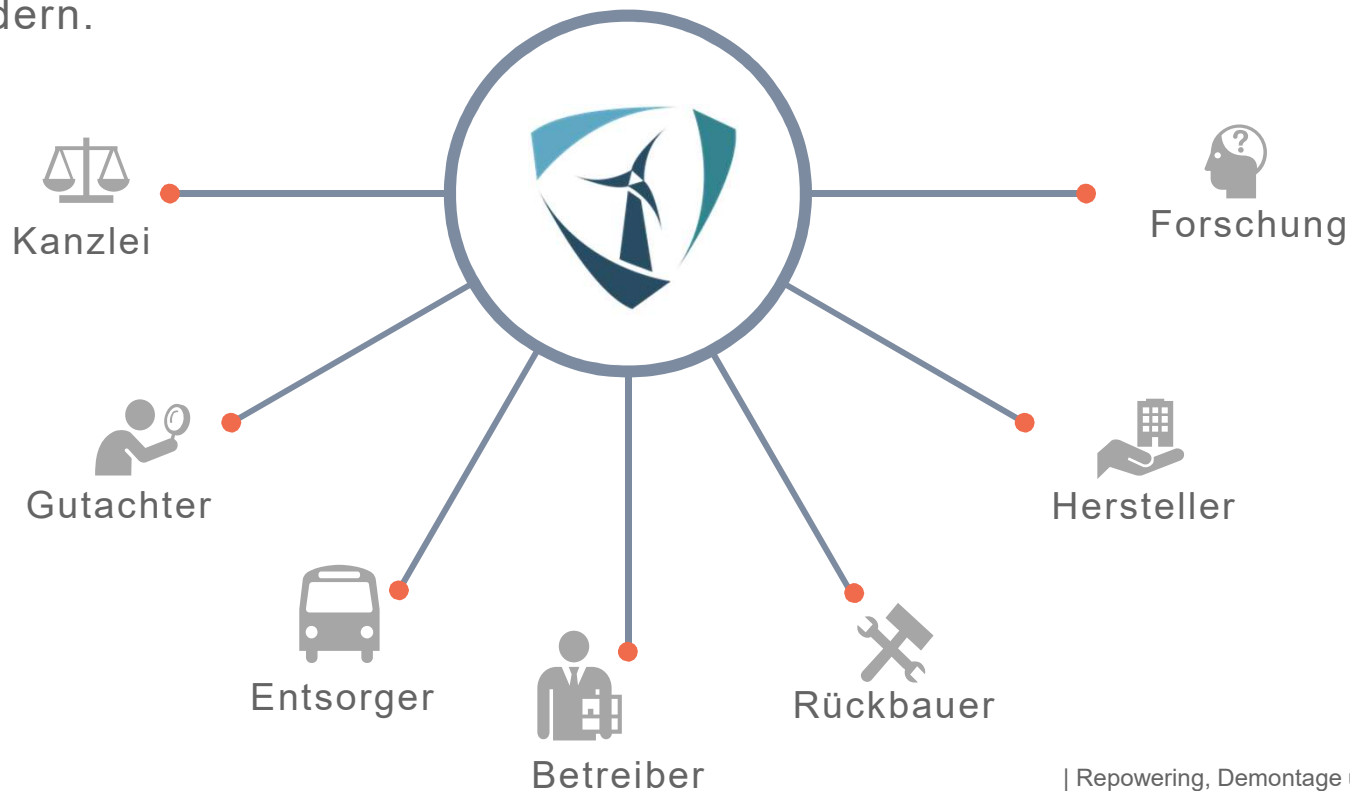 dern.
Kanzlei
Forschung
Gutachter
Hersteller
Entsorger
Rückbauer
Betreiber
| Repowering, Demontage